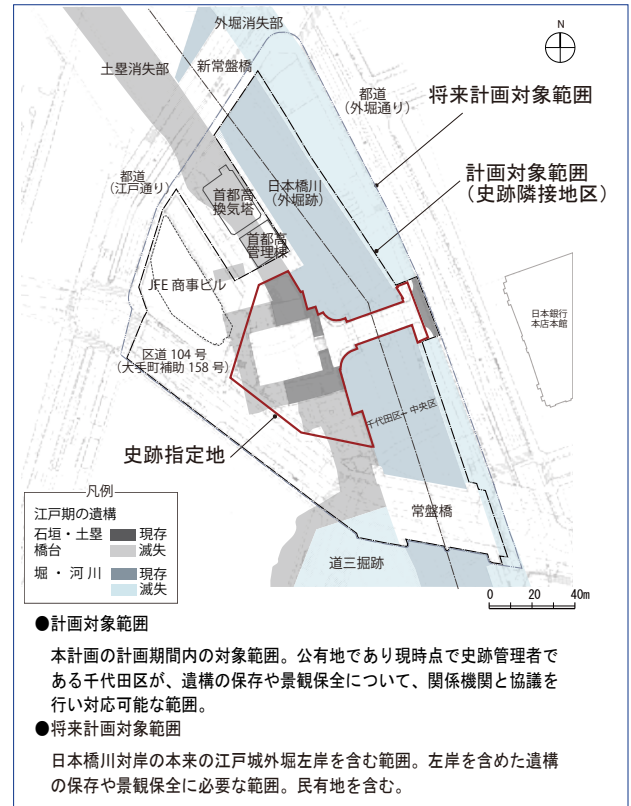 外堀消失部
N
土塁消失部
新常盤橋
都道
(外堀通り)
将来計画対象範囲
計画対象範囲
(史跡隣接地区)
都道
(江戸通り)
日本橋川
(外堀跡)
首都高
換気塔
首都高
管理棟
JFE 商事ビル
日本銀行
本店本館
区道 104 号
(大手町補助 158 号)
千代田区
中央区
史跡指定地
常盤橋
道三掘跡
凡例
江戸期の遺構
石垣・土塁 現存
橋台 滅失
堀・河川 現存
滅失
0 20 40m
●計画対象範囲
本計画の計画期間内の対象範囲。公有地であり現時点で史跡管理者で
ある千代田区が、遺構の保存や景観保全について、関係機関と協議を
行い対応可能な範囲。
●将来計画対象範囲
日本橋川対岸の本来の江戸城外堀左岸を含む範囲。左岸を含めた遺構
の保存や景観保全に必要な範囲。民有地を含む。